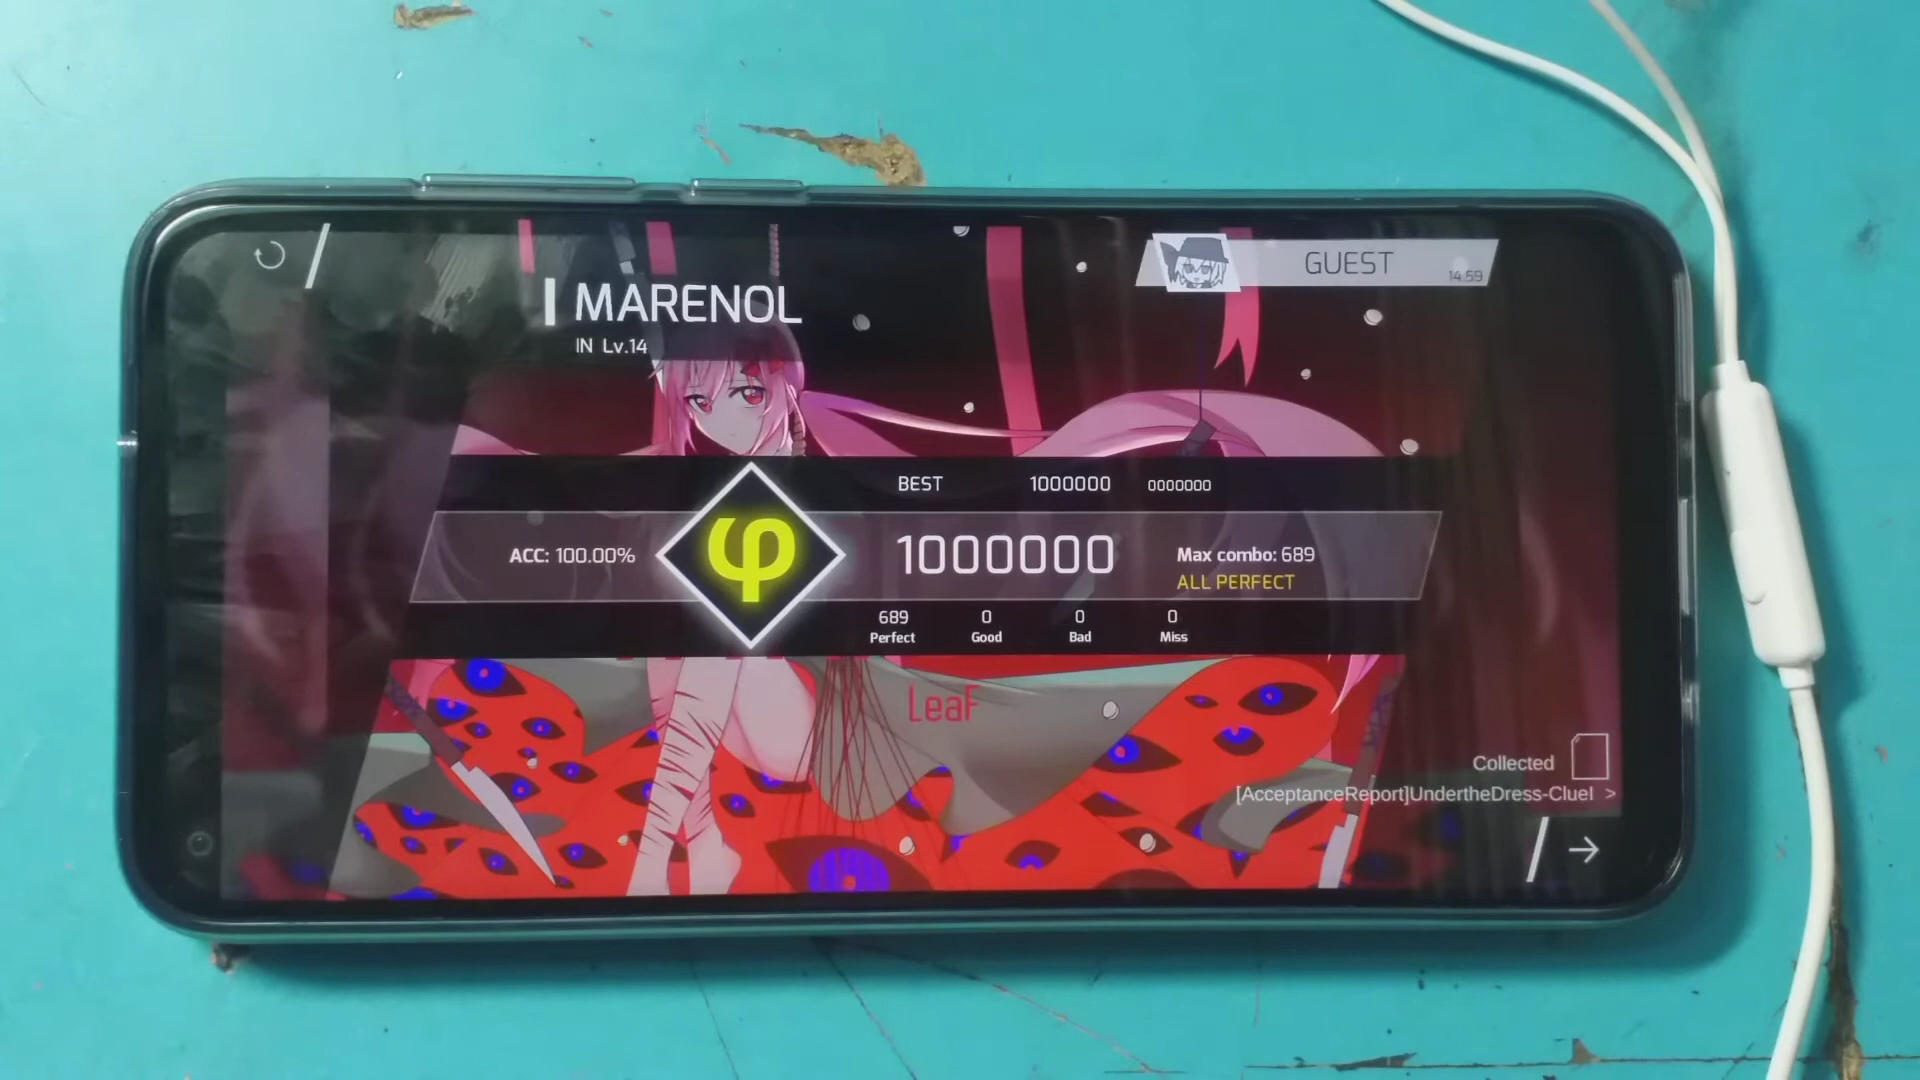 MARENOL
IN Lv.14
GUEST
14:59
BEST 1000000 0000000
ACC: 100.00%
φ
1000000
Max combo: 689
ALL PERFECT
689 0 0 0
Perfect Good Bad Miss
LeaF
Collected
[AcceptanceReport]UndertheDress-ClueI >